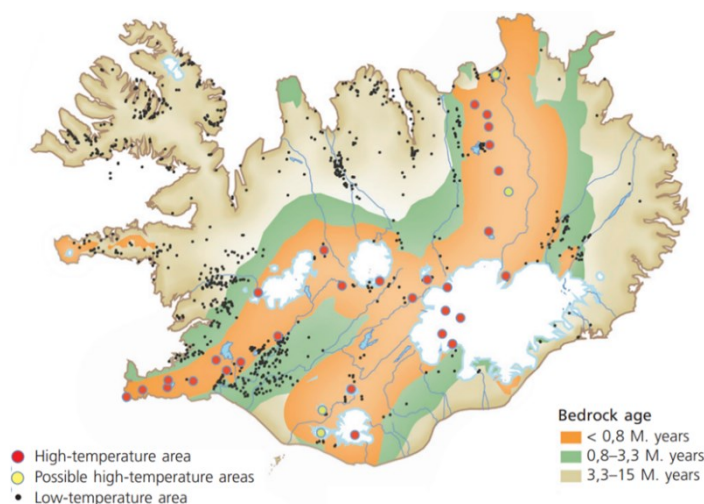 Bedrock age
< 0,8 M. years
0,8–3,3 M. years
3,3–15 M. years
High-temperature area
Possible high-temperature areas
Low-temperature area